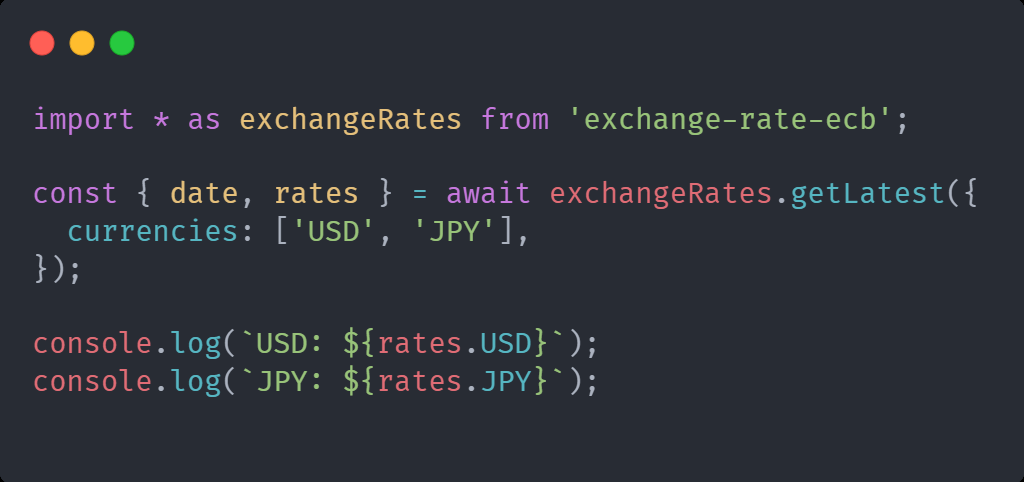 import * as exchangeRates from 'exchange-rate-ecb';
const { date, rates } = await exchangeRates.getLatest({
  currencies: ['USD', 'JPY'],
});
console.log(`USD: ${rates.USD}`);
console.log(`JPY: ${rates.JPY}`);